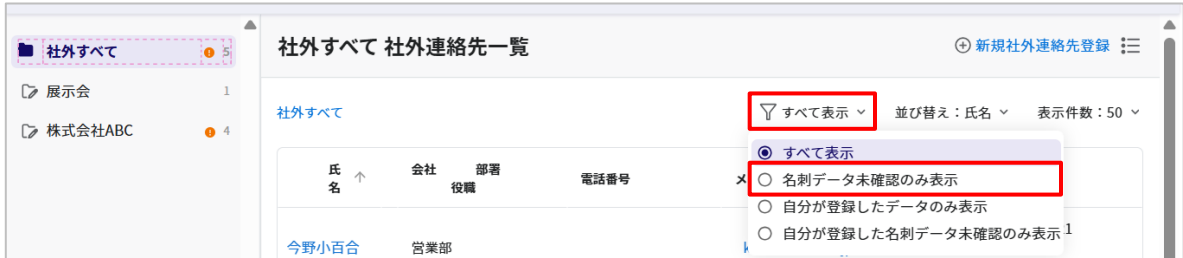 社外すべて 5
展示会 1
株式会社ABC 4
社外すべて 社外連絡先一覧
新規社外連絡先登録
社外すべて
すべて表示
並び替え：氏名
表示件数：50
すべて表示
名刺データ未確認のみ表示
自分が登録したデータのみ表示
自分が登録した名刺データ未確認のみ表示
氏名
会社 部署
役職
電話番号
今野小百合
営業部